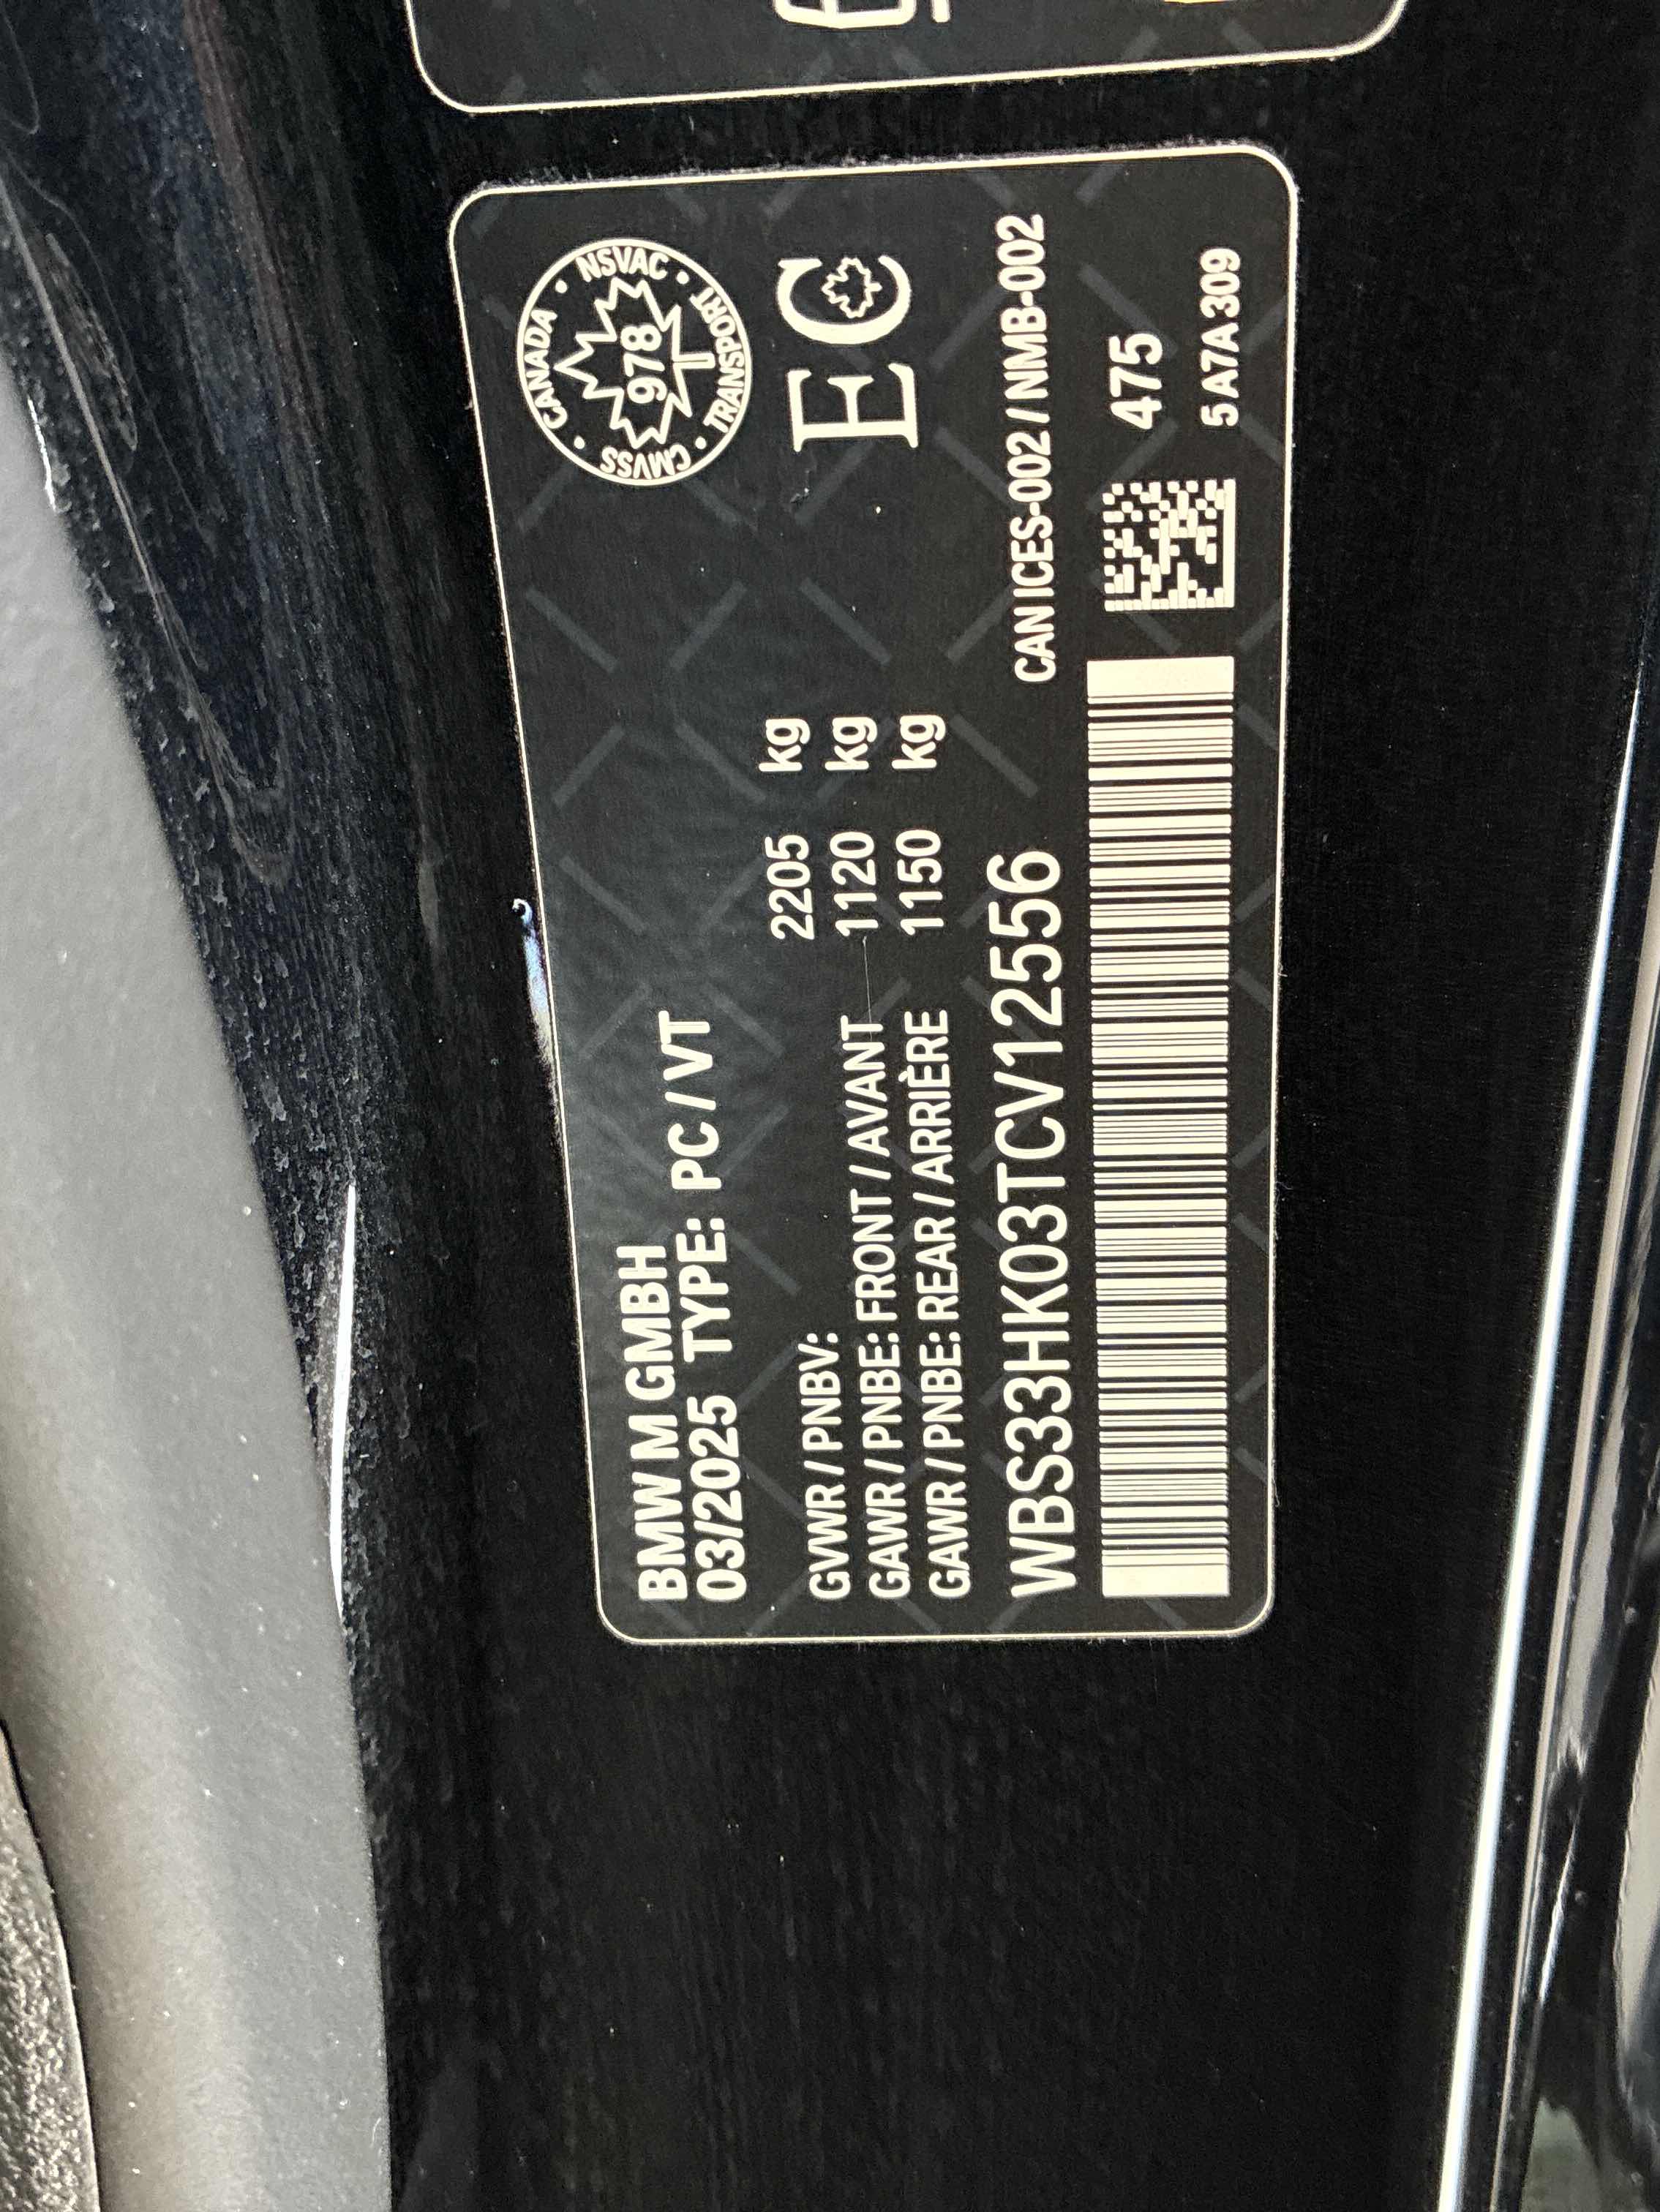 BMW M GMBH
03/2025 TYPE: PC / VT
GVWR / PNBV: 2205 kg
GAWR / PNBE: FRONT / AVANT 1120 kg
GAWR / PNBE: REAR / ARRIÈRE 1150 kg
WBS33HK03TCV12556
CANADA · NSVAC · TRANSPORT · CMVSS ·
978
EC
CAN ICES-002 / NMB-002
475
5 A7A 309